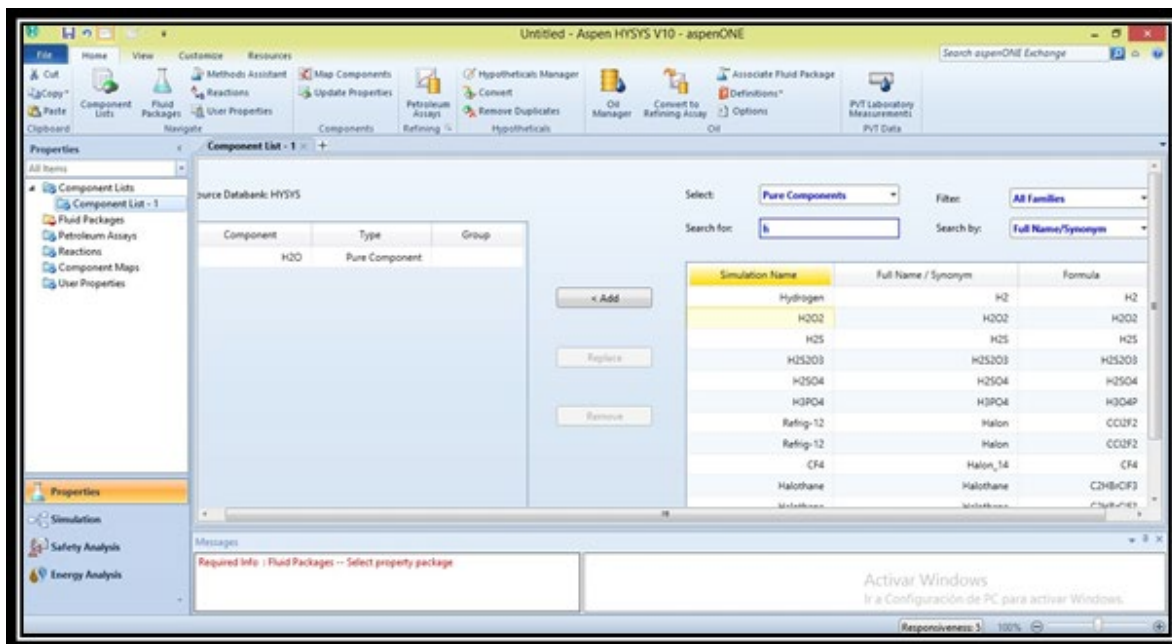 Untitled - Aspen HYSYS V10 - aspenONE
File Home View Customize Resources Search aspenONE Exchange
Cut Methods Assistant Map Components Hypotheticals Manager Associate Fluid Package
Copy Reactions Update Properties Convert Definitions
Paste User Properties Remove Duplicates Options
Component Lists Fluid Packages Petroleum Assays Oil Manager Convert to Refining Assay PVT Laboratory Measurements
Clipboard Navigate Components Refining Hypotheticals Oil PVT Data
Properties Component List - 1 +
All Items
Component Lists
Component List - 1
Fluid Packages
Petroleum Assays
Reactions
Component Maps
User Properties
ource Databank: HYSYS
Component Type Group
H2O Pure Component
< Add
Replace
Remove
Select: Pure Components Filter: All Families
Search for: h Search by: Full Name/Synonym
Simulation Name Full Name / Synonym Formula
Hydrogen H2 H2
H2O2 H2O2 H2O2
H2S H2S H2S
H2S2O3 H2S2O3 H2S2O3
H2SO4 H2SO4 H2SO4
H3PO4 H3PO4 H3O4P
Refrig-12 Halon CCl2F2
Refrig-12 Halon CCl2F2
CF4 Halon_14 CF4
Halothane Halothane C2HBrClF3
Properties
Simulation
Safety Analysis
Energy Analysis
Messages
Required Info : Fluid Packages -- Select property package
Activar Windows
Ir a Configuración de PC para activar Windows.
Responsiveness: 5 100%